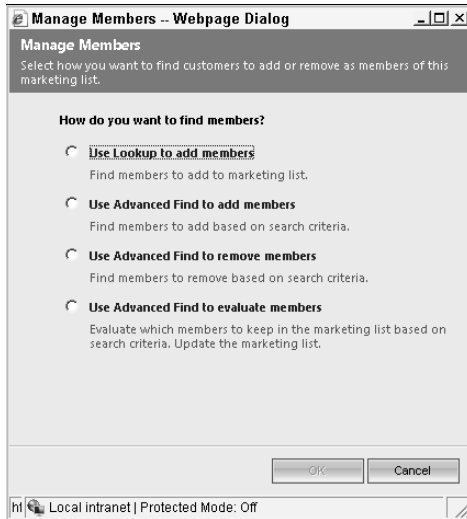 Manage Members -- Webpage Dialog
Manage Members
Select how you want to find customers to add or remove as members of this
marketing list.
How do you want to find members?
Use Lookup to add members
Find members to add to marketing list.
Use Advanced Find to add members
Find members to add based on search criteria.
Use Advanced Find to remove members
Find members to remove based on search criteria.
Use Advanced Find to evaluate members
Evaluate which members to keep in the marketing list based on
search criteria. Update the marketing list.
OK Cancel
ht Local intranet | Protected Mode: Off